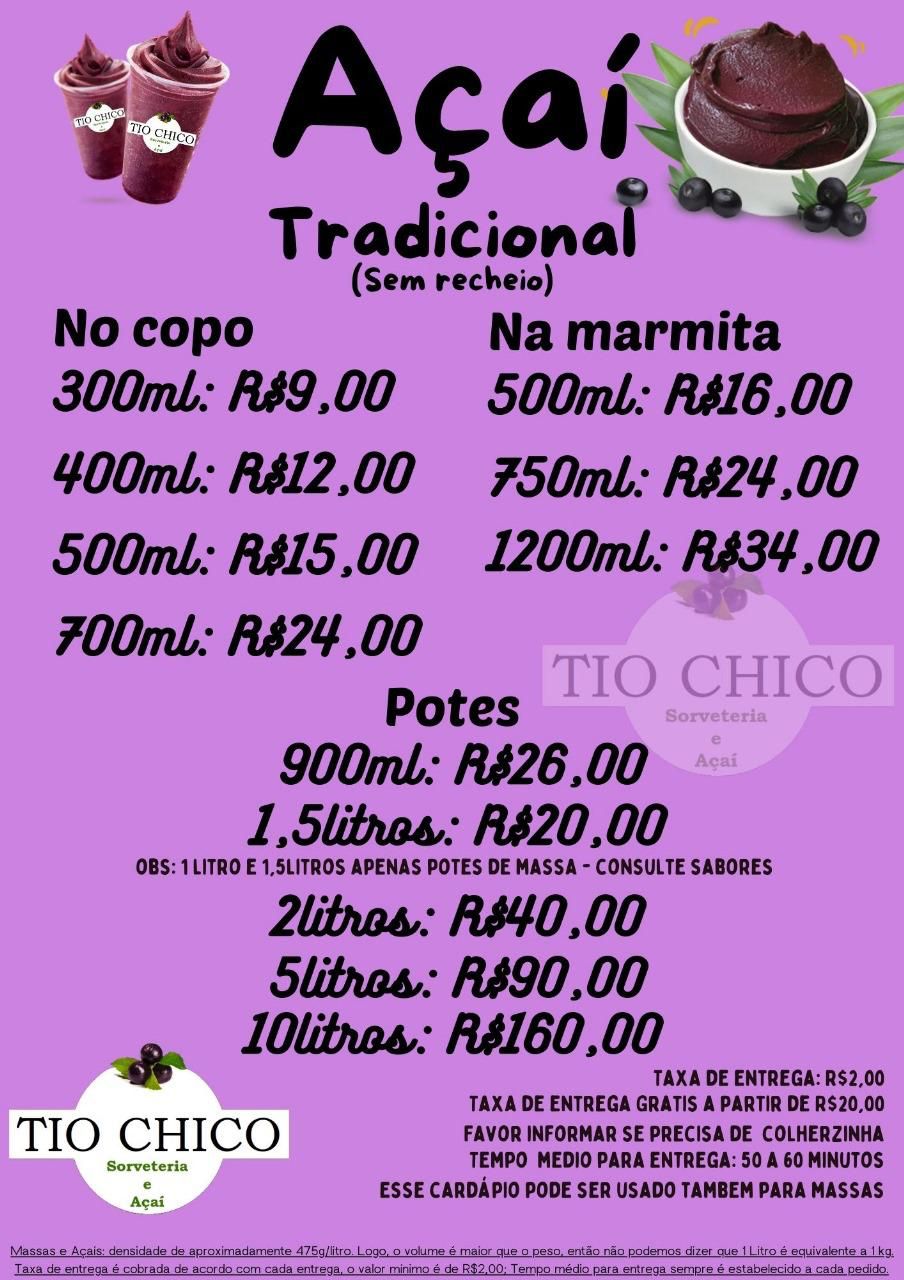 TIO CHICO
TIO CHICO
Sorveteria
e
Açaí
Açaí
Tradicional
(Sem recheio)
No copo
300ml: R$9,00
400ml: R$12,00
500ml: R$15,00
700ml: R$24,00
Na marmita
500ml: R$16,00
750ml: R$24,00
1200ml: R$34,00
TIO CHICO
Sorveteria
e
Açaí
Potes
900ml: R$26,00
1,5litros: R$20,00
OBS: 1 LITRO E 1,5LITROS APENAS POTES DE MASSA - CONSULTE SABORES
2litros: R$40,00
5litros: R$90,00
10litros: R$160,00
TIO CHICO
Sorveteria
e
Açaí
TAXA DE ENTREGA: R$2,00
TAXA DE ENTREGA GRATIS A PARTIR DE R$20,00
FAVOR INFORMAR SE PRECISA DE COLHERZINHA
TEMPO MEDIO PARA ENTREGA: 50 A 60 MINUTOS
ESSE CARDÁPIO PODE SER USADO TAMBEM PARA MASSAS
Massas e Açaís: densidade de aproximadamente 475g/litro. Logo, o volume é maior que o peso, então não podemos dizer que 1 Litro é equivalente a 1 kg.
Taxa de entrega é cobrada de acordo com cada entrega, o valor minimo é de R$2,00; Tempo médio para entrega sempre é estabelecido a cada pedido.